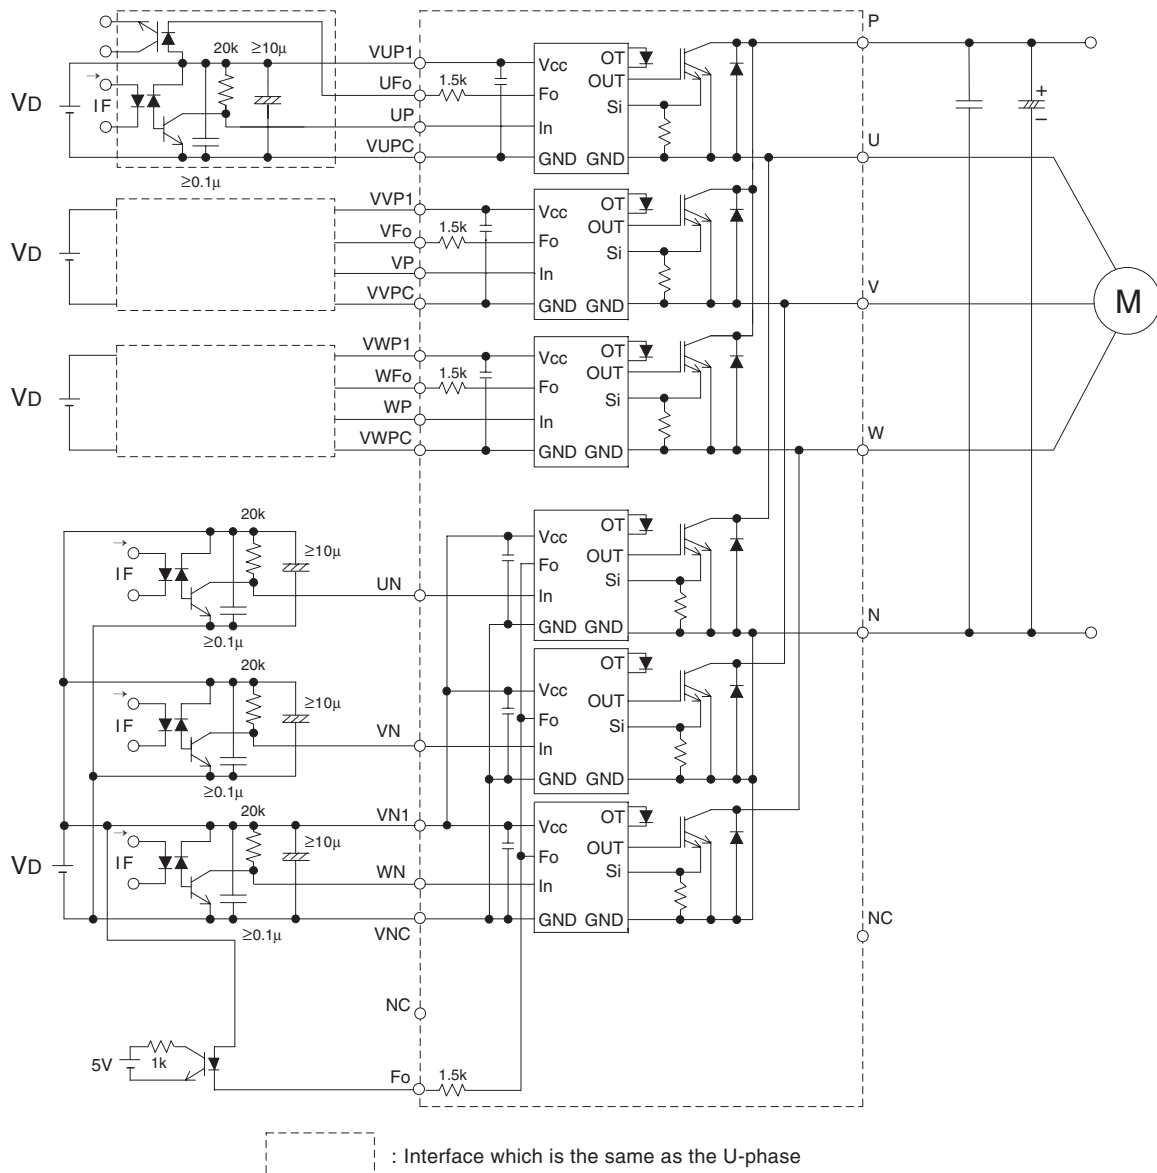 P
20k ≥10μ
VUP1
Vcc
OT
OUT
UFo
1.5k
Fo
Si
VD
IF
UP
In
VUPC
GND GND
U
≥0.1μ
+
–
VVP1
Vcc
OT
OUT
VFo
1.5k
Fo
Si
VD
VP
In
VVPC
GND GND
V
M
VWP1
Vcc
OT
OUT
WFo
1.5k
Fo
Si
VD
WP
In
VWPC
GND GND
W
20k
≥10μ
IF
Vcc
OT
OUT
Fo
Si
UN
In
GND GND
N
≥0.1μ
20k
≥10μ
IF
Vcc
OT
OUT
Fo
Si
VN
In
GND GND
≥0.1μ
20k
≥10μ
VN1
Vcc
OT
OUT
VD
IF
Fo
Si
WN
In
GND GND
≥0.1μ
VNC
NC
NC
5V
1k
Fo
1.5k
: Interface which is the same as the U-phase